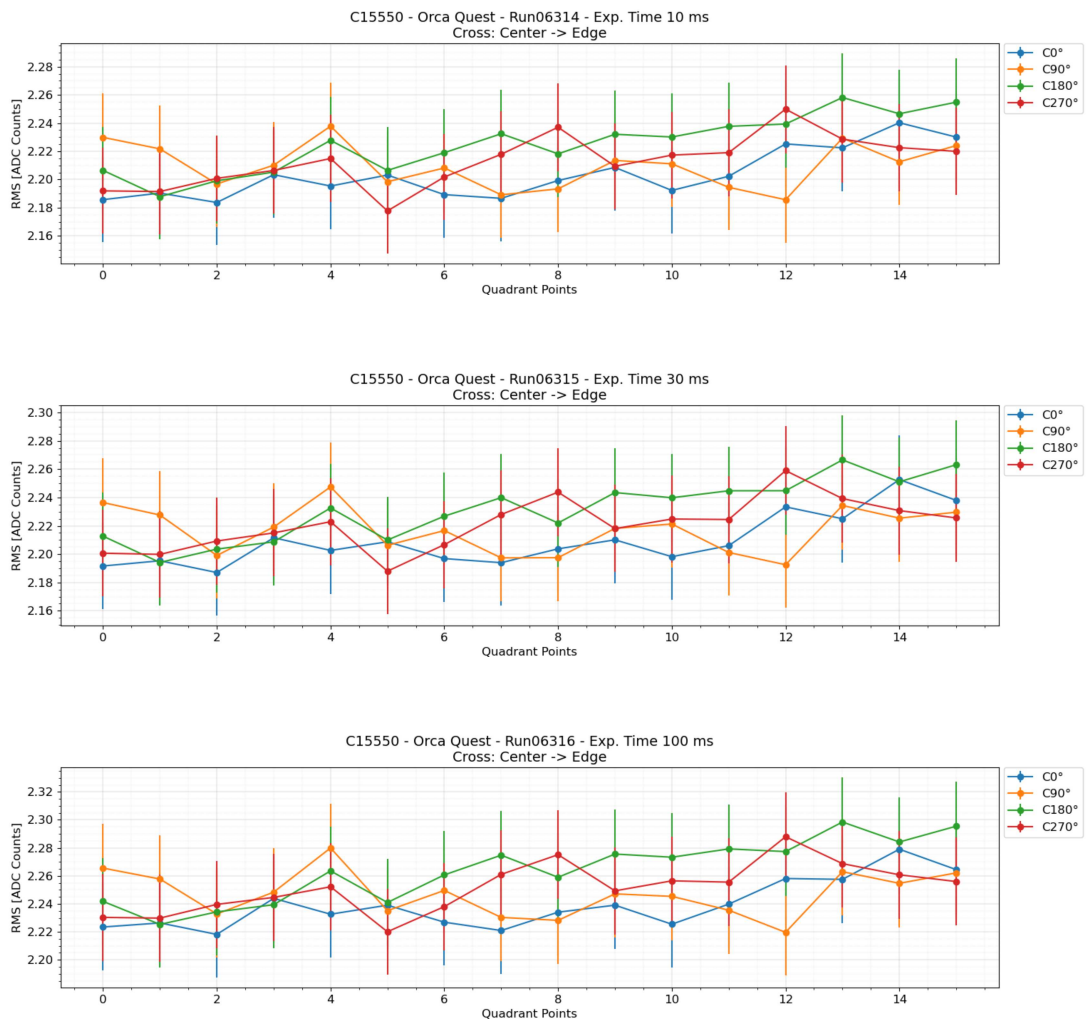 C15550 - Orca Quest - Run06314 - Exp. Time 10 ms
Cross: Center -> Edge
RMS [ADC Counts]
2.28
2.26
2.24
2.22
2.20
2.18
2.16
0 2 4 6 8 10 12 14
Quadrant Points
C0°
C90°
C180°
C270°
C15550 - Orca Quest - Run06315 - Exp. Time 30 ms
Cross: Center -> Edge
RMS [ADC Counts]
2.30
2.28
2.26
2.24
2.22
2.20
2.18
2.16
0 2 4 6 8 10 12 14
Quadrant Points
C0°
C90°
C180°
C270°
C15550 - Orca Quest - Run06316 - Exp. Time 100 ms
Cross: Center -> Edge
RMS [ADC Counts]
2.32
2.30
2.28
2.26
2.24
2.22
2.20
0 2 4 6 8 10 12 14
Quadrant Points
C0°
C90°
C180°
C270°